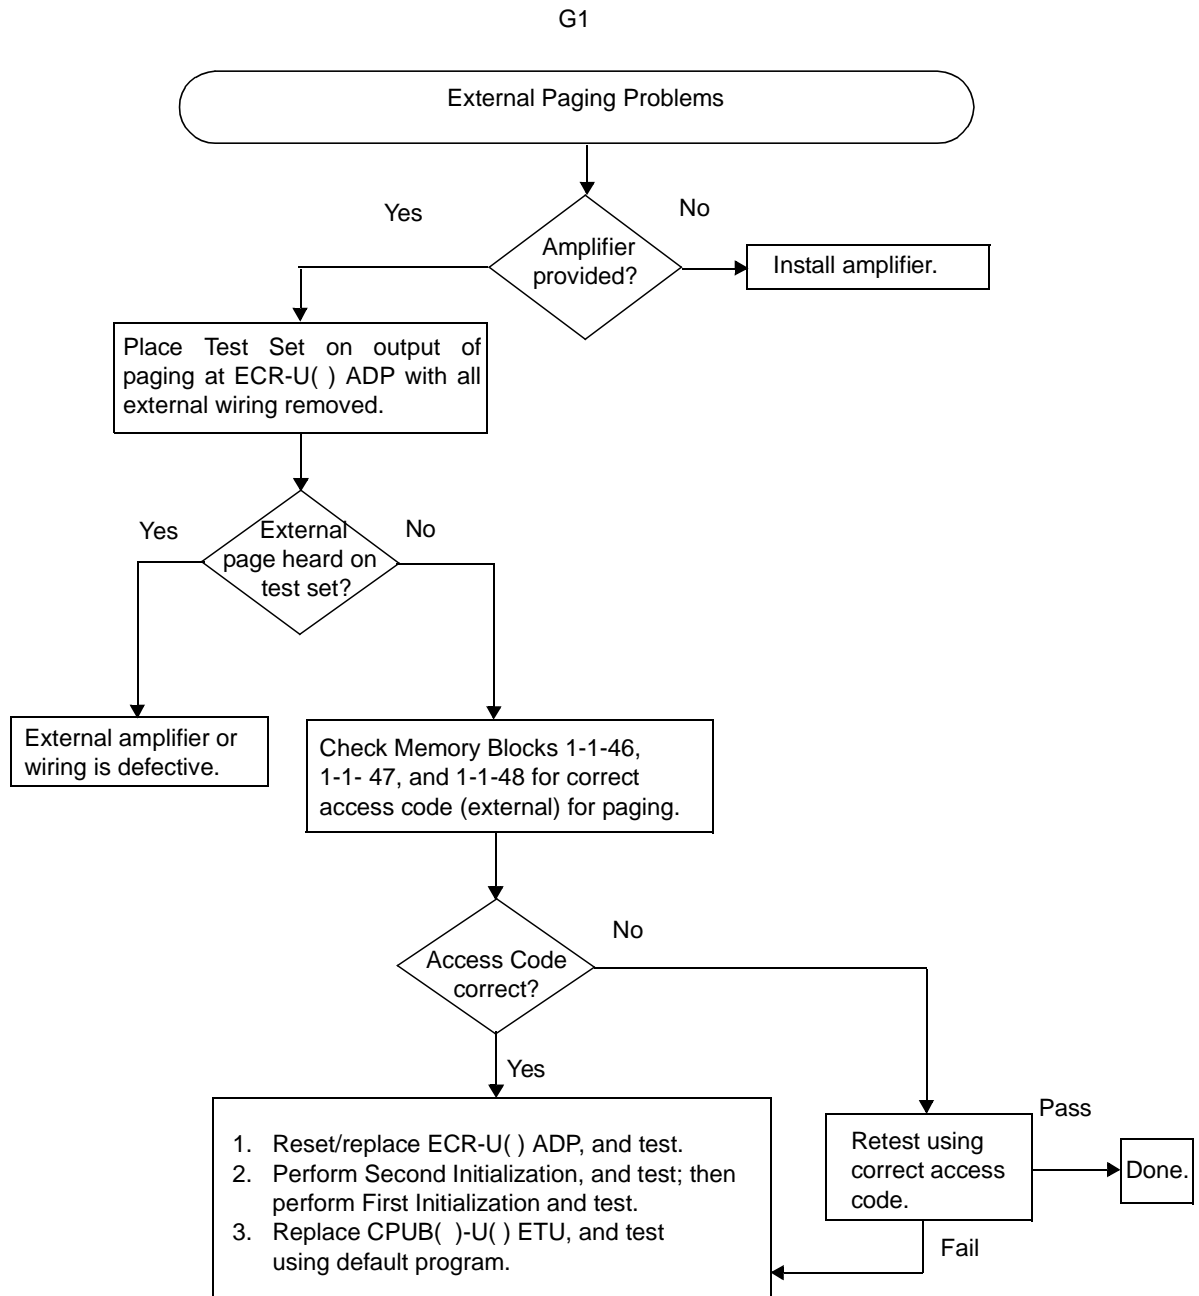 G1
External Paging Problems
Yes
No
Amplifier
provided?
Install amplifier.
Place Test Set on output of
paging at ECR-U( ) ADP with all
external wiring removed.
Yes
No
External
page heard on
test set?
External amplifier or
wiring is defective.
Check Memory Blocks 1-1-46,
1-1- 47, and 1-1-48 for correct
access code (external) for paging.
No
Access Code
correct?
Yes
1. Reset/replace ECR-U( ) ADP, and test.
2. Perform Second Initialization, and test; then
perform First Initialization and test.
3. Replace CPUB( )-U( ) ETU, and test
using default program.
Retest using
correct access
code.
Pass
Done.
Fail